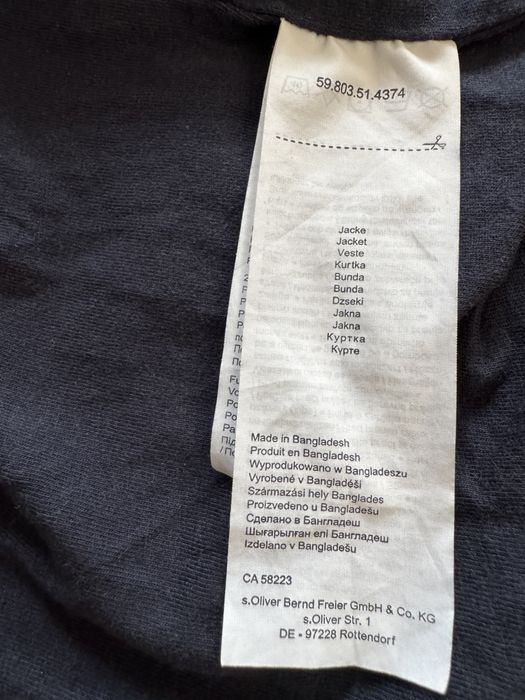 59.803.51.4374
Jacke
Jacket
Veste
Kurtka
Bunda
Bunda
Dzseki
Jakna
Jakna
Куртка
Курте
Made in Bangladesh
Produit en Bangladesh
Wyprodukowano w Bangladeszu
Vyrobené v Bangladéši
Származási hely Banglades
Proizvedeno u Bangladešu
Сделано в Бангладеш
Шығарылған елі Бангладеш
Izdelano v Bangladešu
CA 58223
s.Oliver Bernd Freier GmbH & Co. KG
s.Oliver Str. 1
DE - 97228 Rottendorf